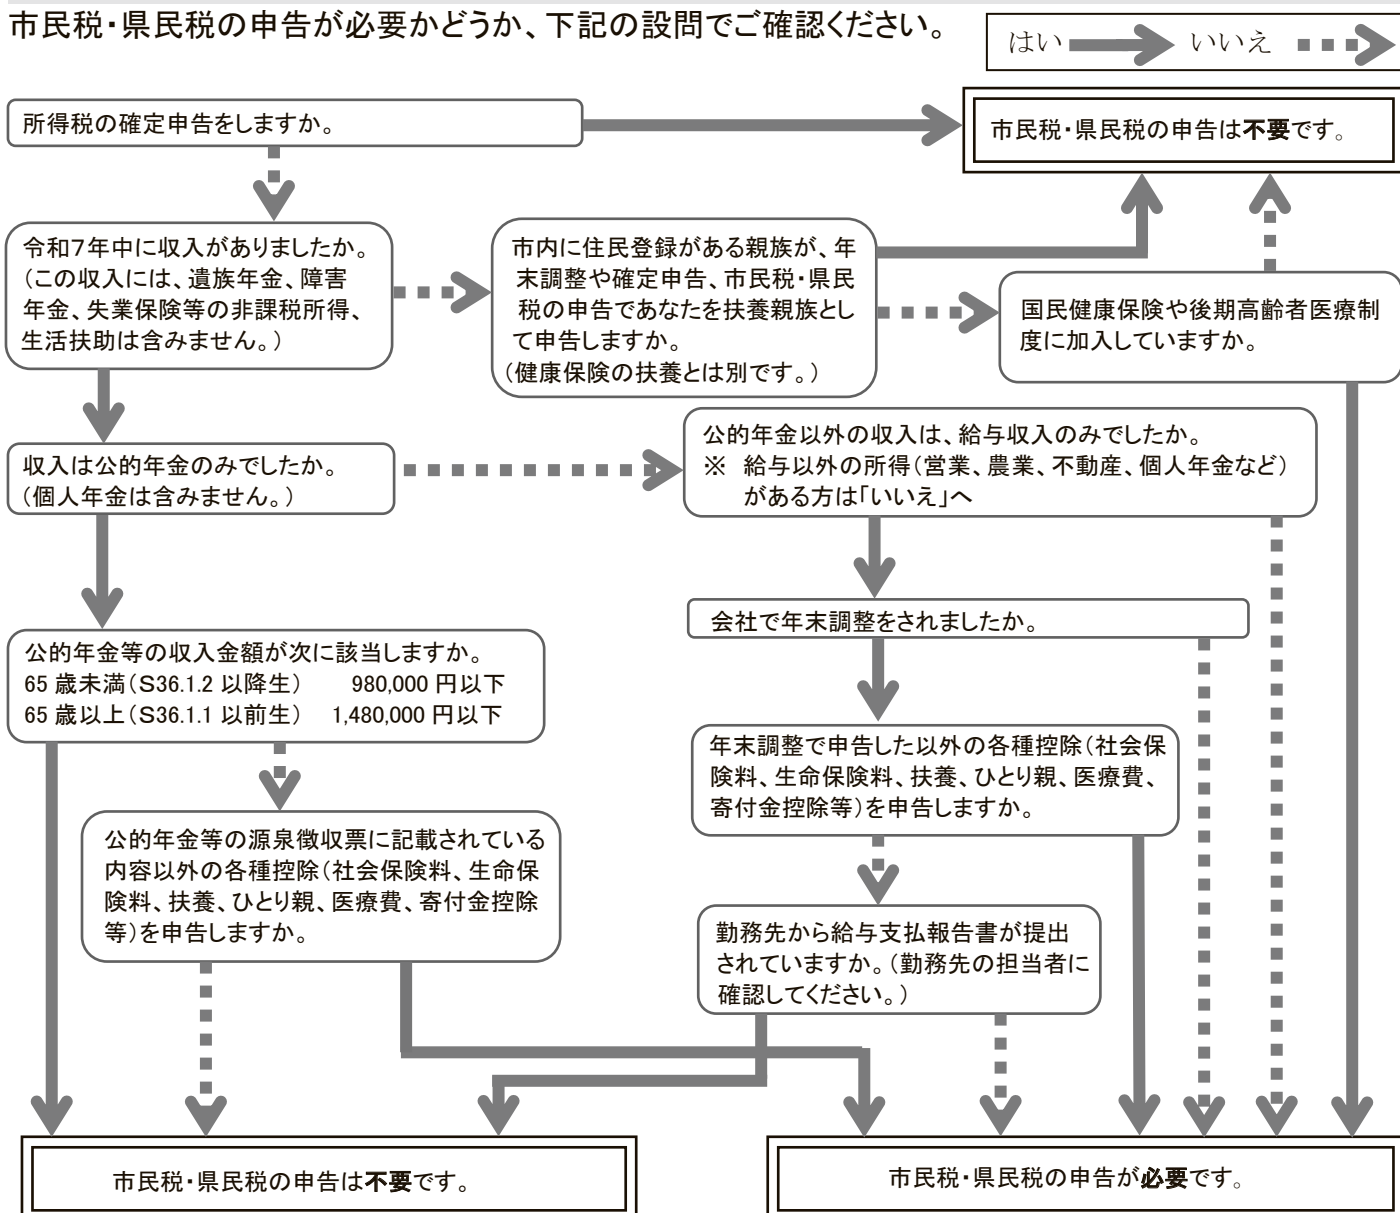 市民税・県民税の申告が必要かどうか、下記の設問でご確認ください。
はい
いいえ
所得税の確定申告をしますか。
市民税・県民税の申告は不要です。
令和７年中に収入がありましたか。
（この収入には、遺族年金、障害
年金、失業保険等の非課税所得、
生活扶助は含みません。）
市内に住民登録がある親族が、年
末調整や確定申告、市民税・県民
税の申告であなたを扶養親族とし
て申告しますか。
（健康保険の扶養とは別です。）
国民健康保険や後期高齢者医療制
度に加入していますか。
収入は公的年金のみでしたか。
（個人年金は含みません。）
公的年金以外の収入は、給与収入のみでしたか。
※ 給与以外の所得（営業、農業、不動産、個人年金など）
がある方は「いいえ」へ
会社で年末調整をされましたか。
公的年金等の収入金額が次に該当しますか。
65 歳未満（Ｓ36.1.2 以降生） 980,000 円以下
65 歳以上（Ｓ36.1.1 以前生） 1,480,000 円以下
年末調整で申告した以外の各種控除（社会保
険料、生命保険料、扶養、ひとり親、医療費、
寄付金控除等）を申告しますか。
公的年金等の源泉徴収票に記載されている
内容以外の各種控除（社会保険料、生命保
険料、扶養、ひとり親、医療費、寄付金控除
等）を申告しますか。
勤務先から給与支払報告書が提出
されていますか。（勤務先の担当者に
確認してください。）
市民税・県民税の申告は不要です。
市民税・県民税の申告が必要です。